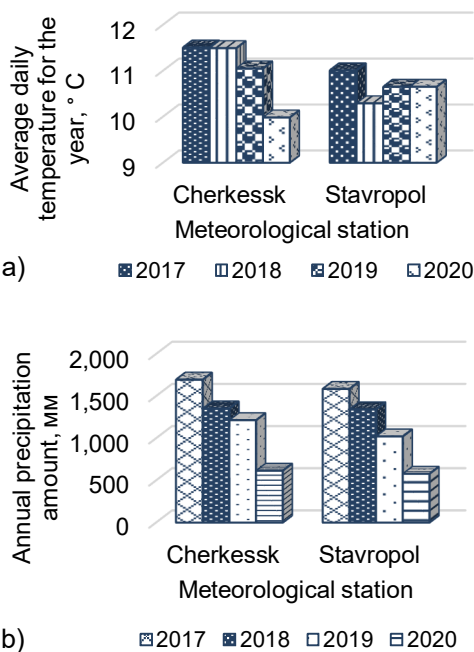 Average daily
temperature for the
year, ° C
12
11
10
9
Cherkessk Stavropol
Meteorological station
a)
2017 2018 2019 2020
Annual precipitation
amount, мм
2,000
1,500
1,000
500
0
Cherkessk Stavropol
Meteorological station
b)
2017 2018 2019 2020